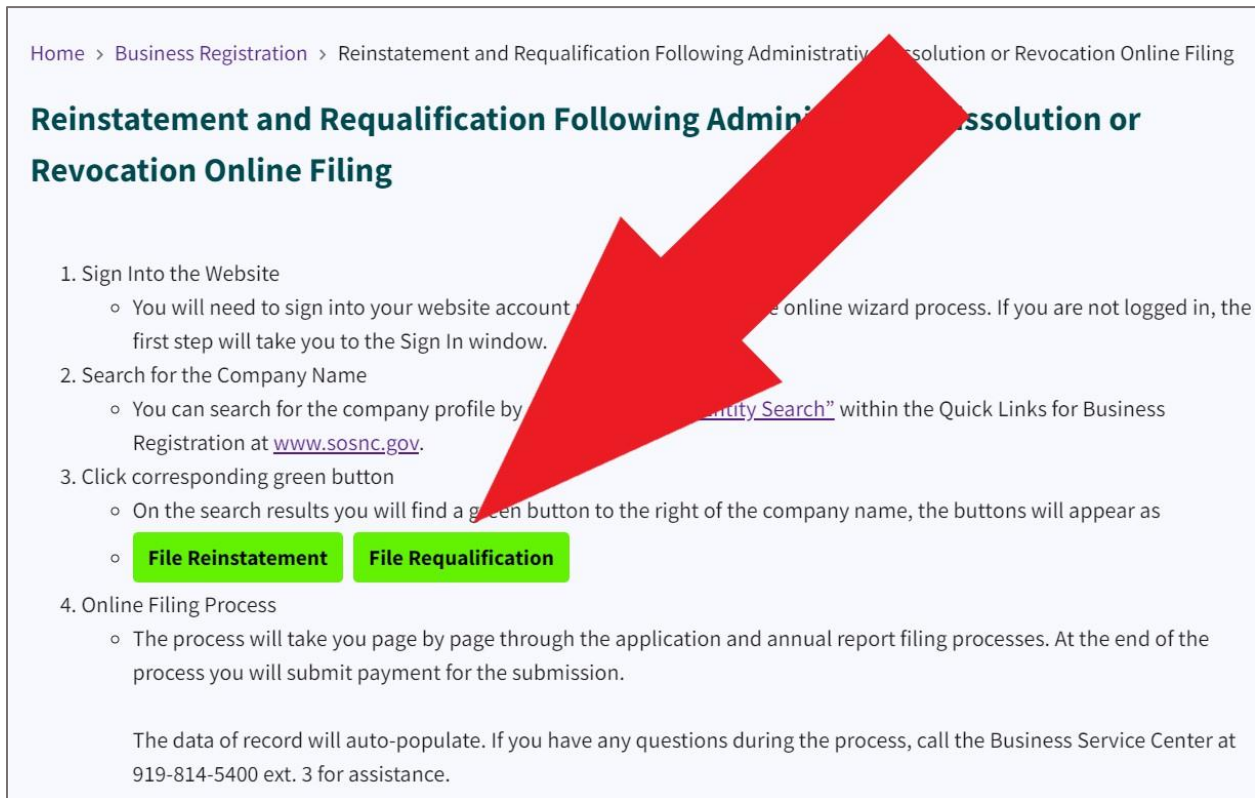 Home > Business Registration > Reinstatement and Requalification Following Administrativ solution or Revocation Online Filing
Reinstatement and Requalification Following Admini issolution or
Revocation Online Filing
1. Sign Into the Website
○ You will need to sign into your website account online wizard process. If you are not logged in, the
first step will take you to the Sign In window.
2. Search for the Company Name
○ You can search for the company profile by ntity Search” within the Quick Links for Business
Registration at www.sosnc.gov.
3. Click corresponding green button
○ On the search results you will find a green button to the right of the company name, the buttons will appear as
○ File Reinstatement File Requalification
4. Online Filing Process
○ The process will take you page by page through the application and annual report filing processes. At the end of the
process you will submit payment for the submission.
The data of record will auto-populate. If you have any questions during the process, call the Business Service Center at
919-814-5400 ext. 3 for assistance.